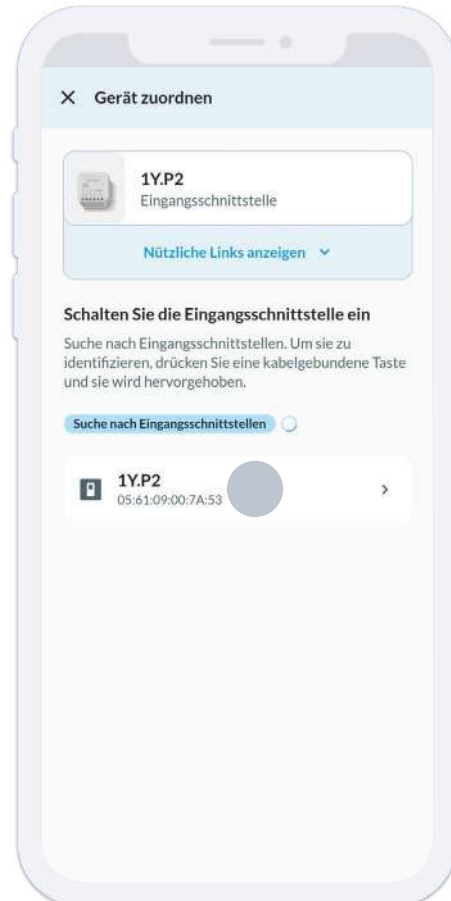 Gerät zuordnen
1Y.P2
Eingangsschnittstelle
Nützliche Links anzeigen
Schalten Sie die Eingangsschnittstelle ein
Suche nach Eingangsschnittstellen. Um sie zu
identifizieren, drücken Sie eine kabelgebundene Taste
und sie wird hervorgehoben.
Suche nach Eingangsschnittstellen
1Y.P2
05:61:09:00:7A:53